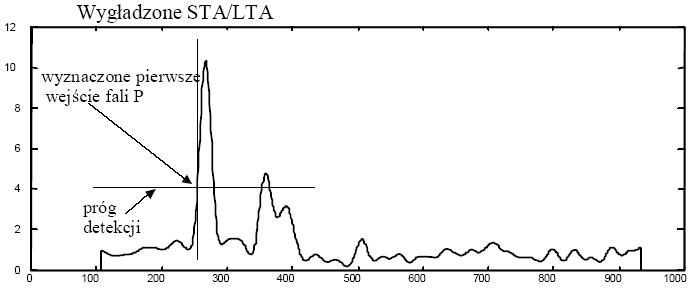 Wygładzone STA/LTA
12
10
8
6
4
2
0
wyznaczone pierwsze
wejście fali P
próg
detekcji
0 100 200 300 400 500 600 700 800 900 1000